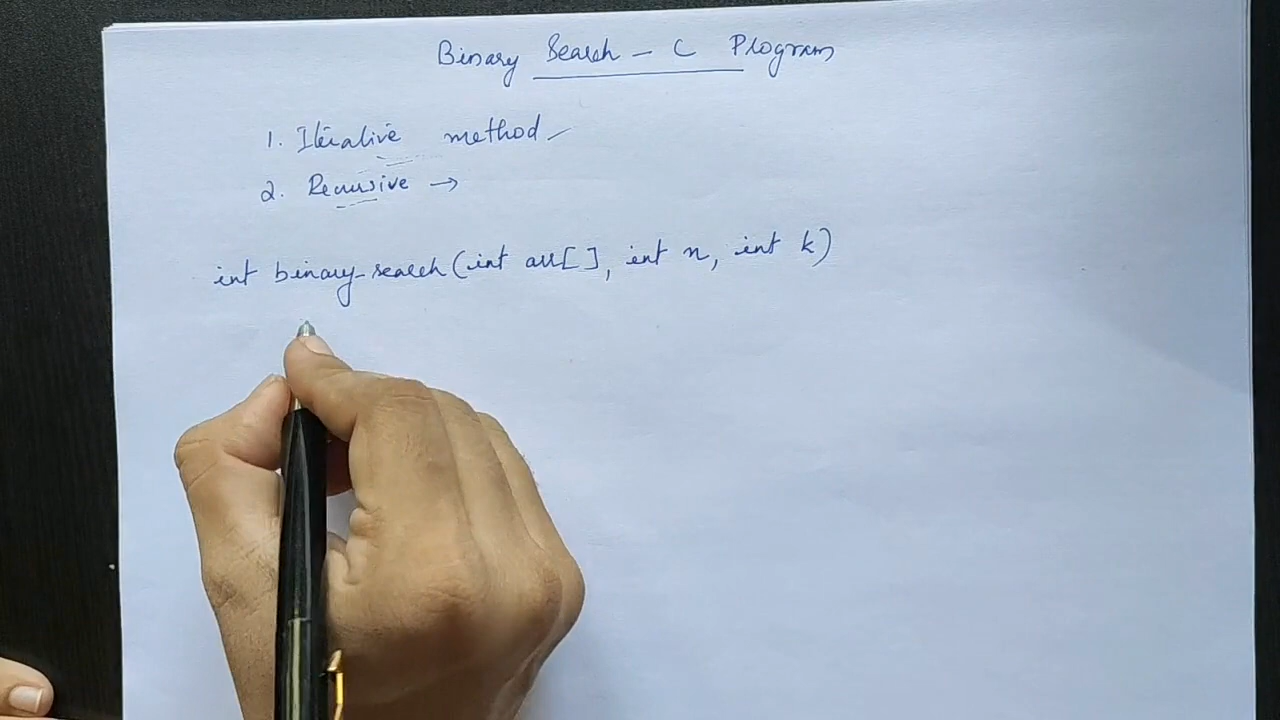 Binary Search - C Program
1. Iterative method
2. Recursive →
int binary-search(int arr[], int n, int k)